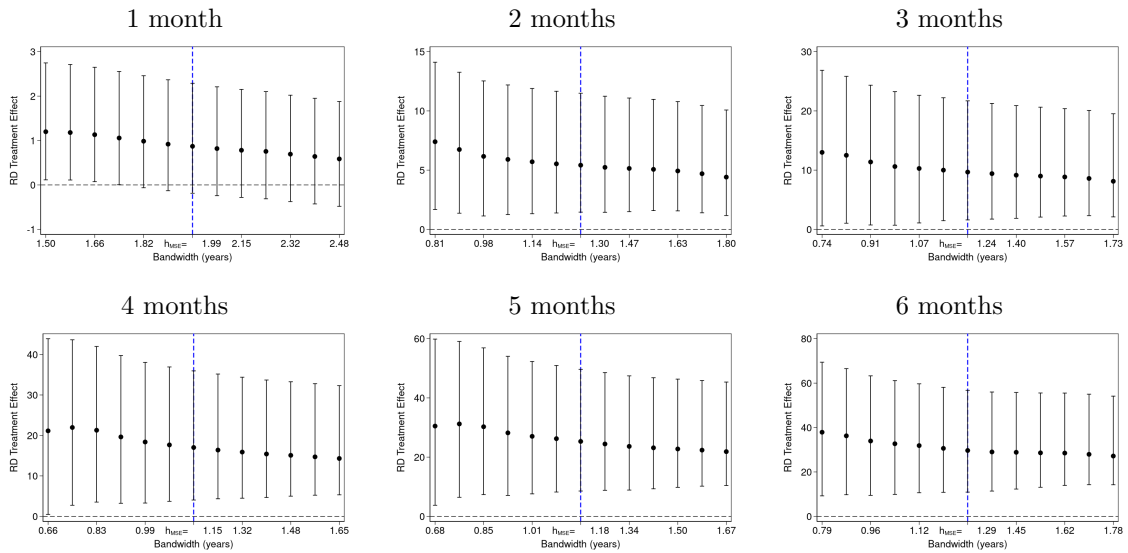 1 month
3
2
1
0
-1
RD Treatment Effect
1.50 1.66 1.82 hMSE= 1.99 2.15 2.32 2.48
Bandwidth (years)
2 months
15
10
5
0
RD Treatment Effect
0.81 0.98 1.14 hMSE= 1.30 1.47 1.63 1.80
Bandwidth (years)
3 months
30
20
10
0
RD Treatment Effect
0.74 0.91 1.07 hMSE= 1.24 1.40 1.57 1.73
Bandwidth (years)
4 months
40
30
20
10
0
RD Treatment Effect
0.66 0.83 0.99 hMSE= 1.15 1.32 1.48 1.65
Bandwidth (years)
5 months
60
40
20
0
RD Treatment Effect
0.68 0.85 1.01 hMSE= 1.18 1.34 1.50 1.67
Bandwidth (years)
6 months
80
60
40
20
0
RD Treatment Effect
0.79 0.96 1.12 hMSE= 1.29 1.45 1.62 1.78
Bandwidth (years)